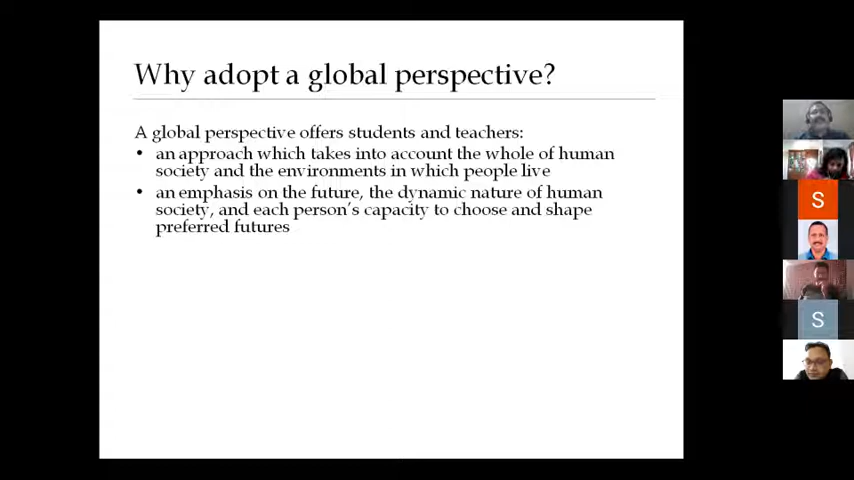 Why adopt a global perspective?
A global perspective offers students and teachers:
• an approach which takes into account the whole of human
society and the environments in which people live
• an emphasis on the future, the dynamic nature of human
society, and each person's capacity to choose and shape
preferred futures
S
S